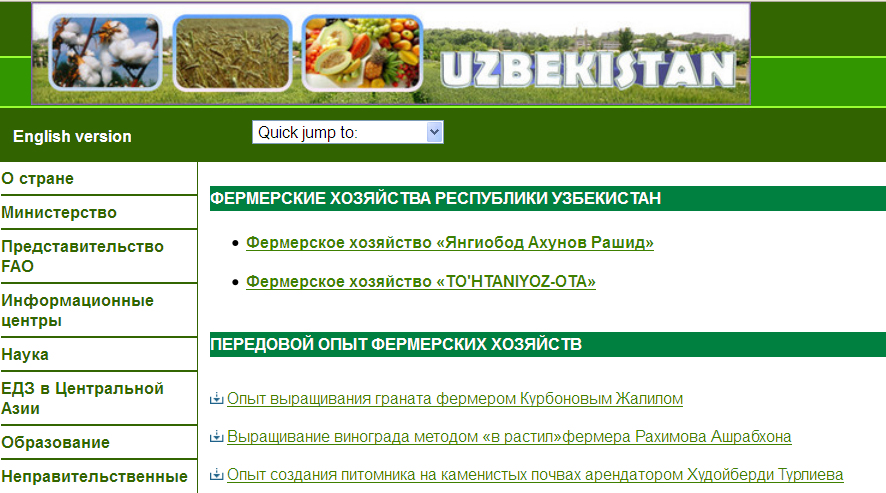 UZBEKISTAN
English version
Quick jump to:
О стране
Министерство
Представительство
FAO
Информационные
центры
Наука
ЕДЗ в Центральной
Азии
Образование
Неправительственные
ФЕРМЕРСКИЕ ХОЗЯЙСТВА РЕСПУБЛИКИ УЗБЕКИСТАН
Фермерское хозяйство «Янгиобод Ахунов Рашид»
Фермерское хозяйство «TO'HTANIYOZ-OTA»
ПЕРЕДОВОЙ ОПЫТ ФЕРМЕРСКИХ ХОЗЯЙСТВ
Опыт выращивания граната фермером Курбоновым Жалилом
Выращивание винограда методом «в растил»фермера Рахимова Ашрабхона
Опыт создания питомника на каменистых почвах арендатором Худойберди Турлиева